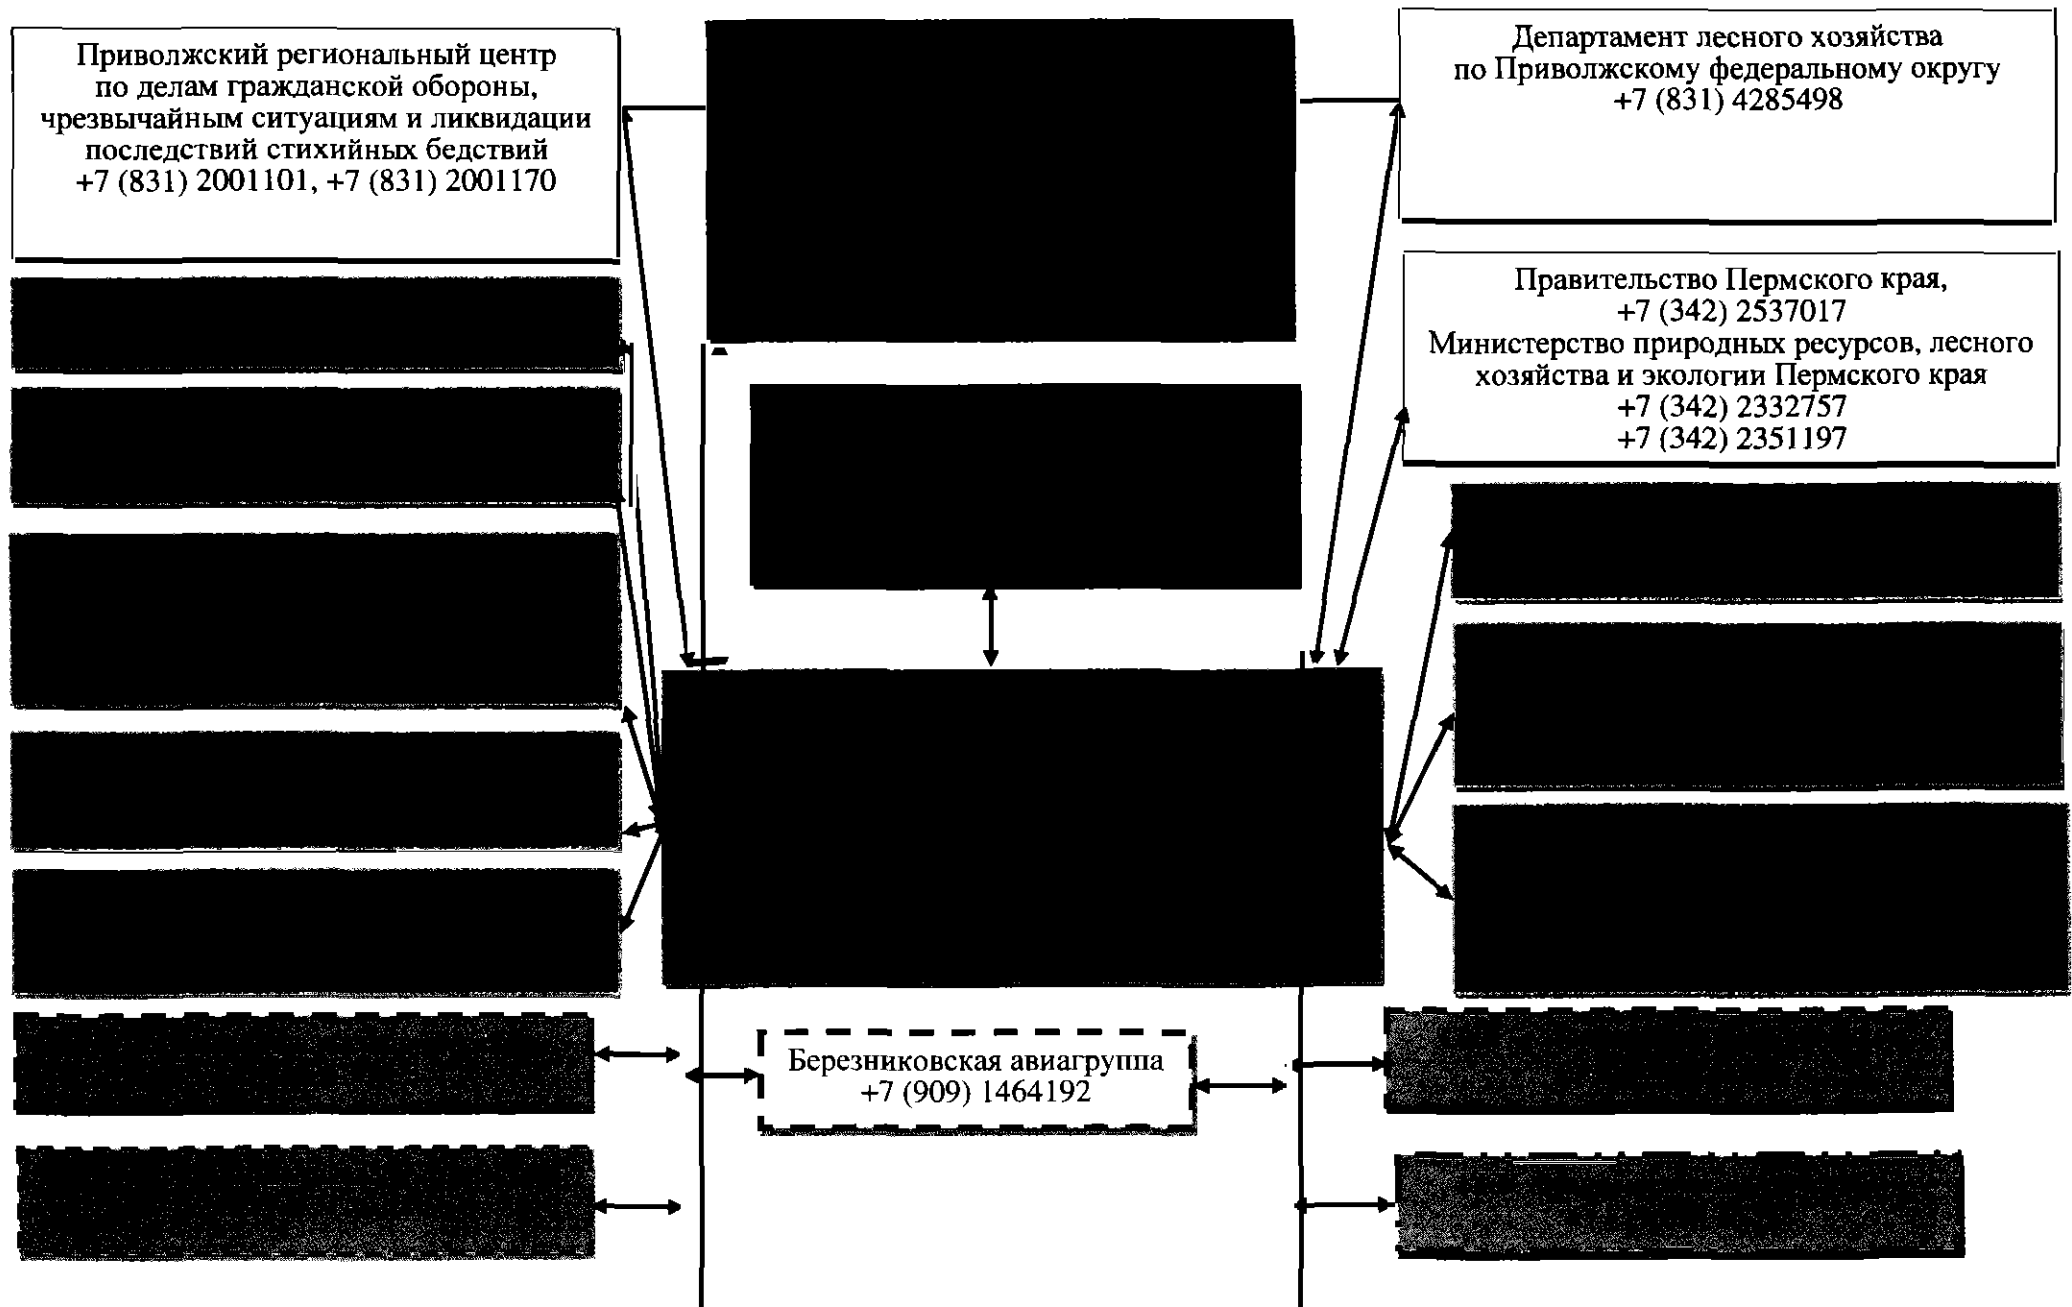 Приволжский региональный центр
по делам гражданской обороны,
чрезвычайным ситуациям и ликвидации
последствий стихийных бедствий
+7 (831) 2001101, +7 (831) 2001170
Департамент лесного хозяйства
по Приволжскому федеральному округу
+7 (831) 4285498
Правительство Пермского края,
+7 (342) 2537017
Министерство природных ресурсов, лесного
хозяйства и экологии Пермского края
+7 (342) 2332757
+7 (342) 2351197
Березниковская авиагруппа
+7 (909) 1464192